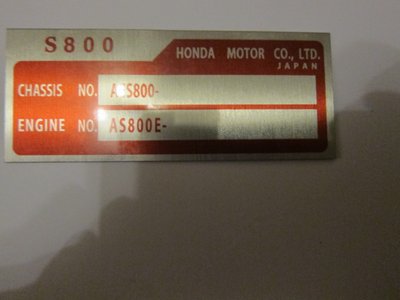 S800
HONDA MOTOR CO., LTD.
JAPAN
CHASSIS NO. AS800-
ENGINE NO. AS800E-